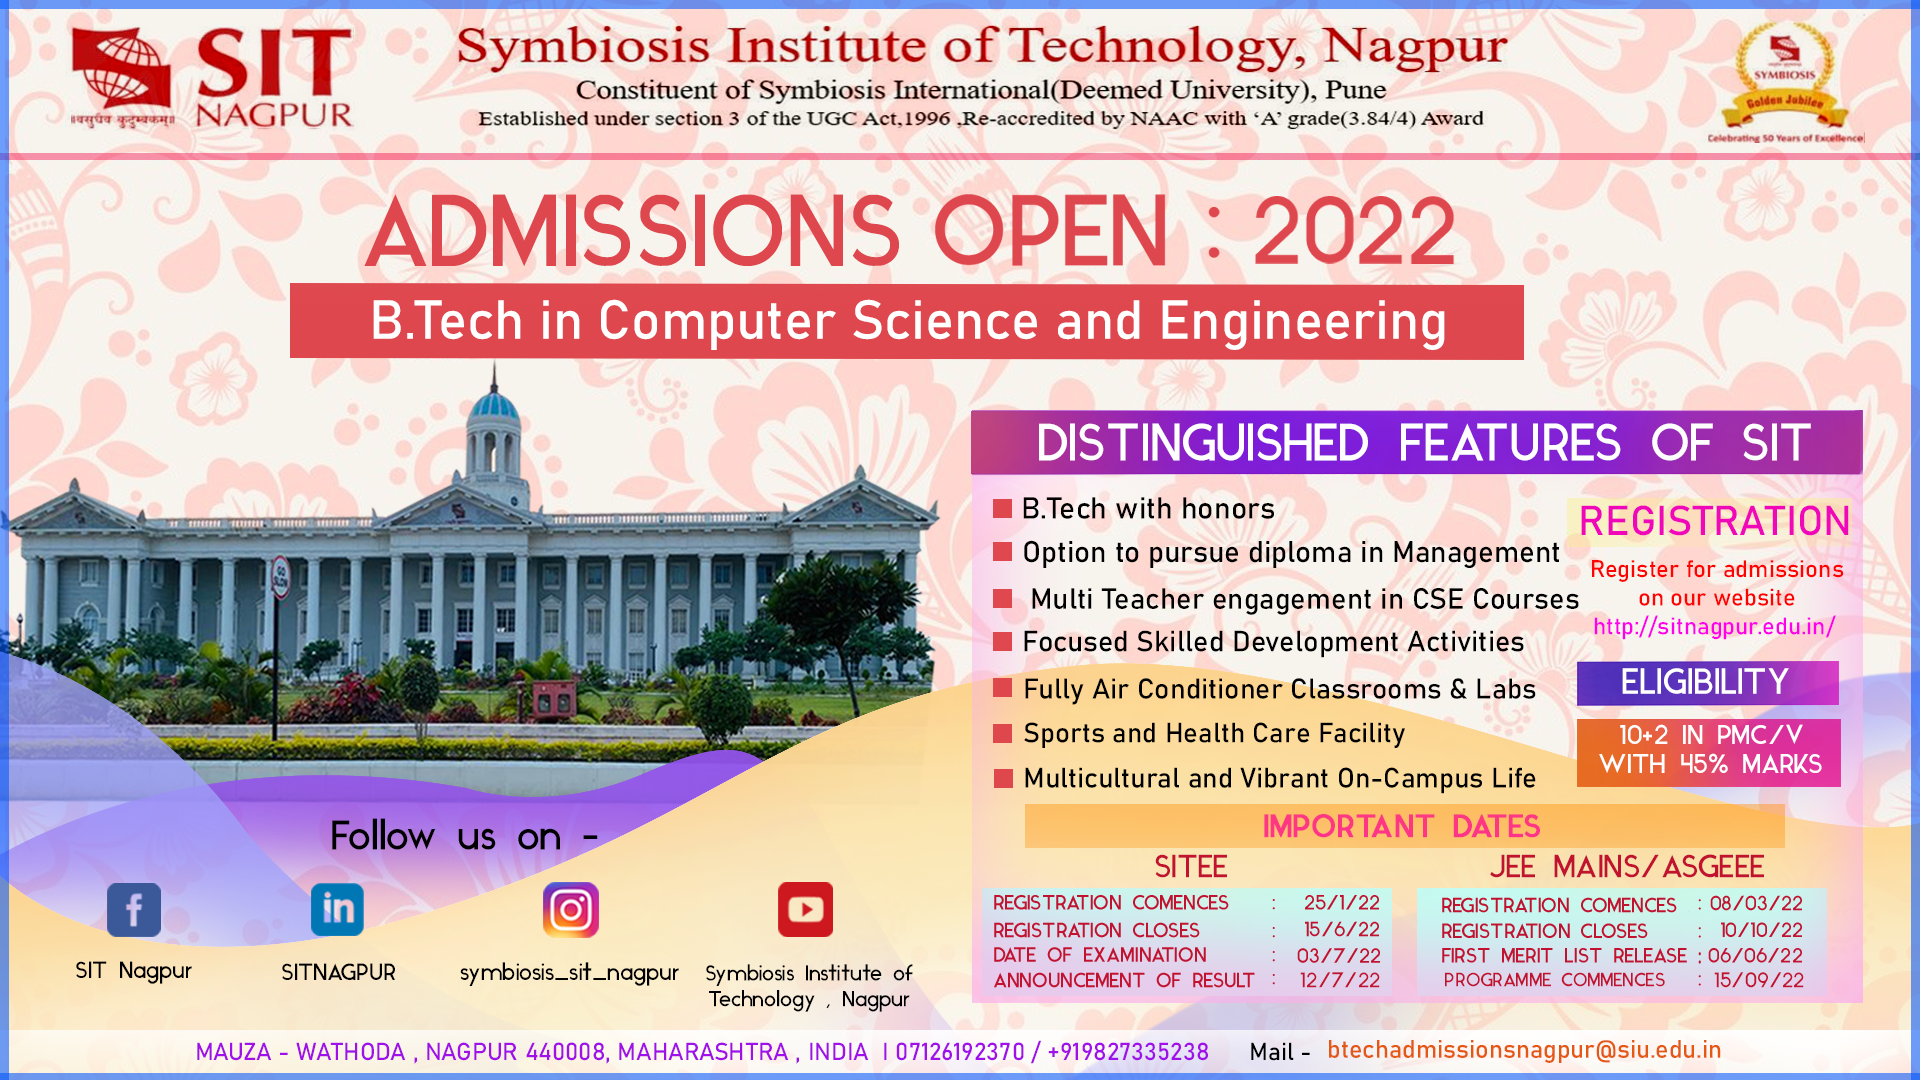 SIT
NAGPUR
॥वसुधैव कुटुम्बकम्॥
Symbiosis Institute of Technology, Nagpur
Constituent of Symbiosis International(Deemed University), Pune
Established under section 3 of the UGC Act,1996 ,Re-accredited by NAAC with ‘A’ grade(3.84/4) Award
SYMBIOSIS
Golden Jubilee
Celebrating 50 Years of Excellence
ADMISSIONS OPEN : 2022
B.Tech in Computer Science and Engineering
GO
SLOW
DISTINGUISHED FEATURES OF SIT
B.Tech with honors
Option to pursue diploma in Management
Multi Teacher engagement in CSE Courses
Focused Skilled Development Activities
Fully Air Conditioner Classrooms & Labs
Sports and Health Care Facility
Multicultural and Vibrant On-Campus Life
REGISTRATION
Register for admissions
on our website
http://sitnagpur.edu.in/
ELIGIBILITY
10+2 IN PMC/V
WITH 45% MARKS
IMPORTANT DATES
SITEE
REGISTRATION COMENCES : 25/1/22
REGISTRATION CLOSES : 15/6/22
DATE OF EXAMINATION : 03/7/22
ANNOUNCEMENT OF RESULT : 12/7/22
JEE MAINS/ASGEEE
REGISTRATION COMENCES : 08/03/22
REGISTRATION CLOSES : 10/10/22
FIRST MERIT LIST RELEASE : 06/06/22
PROGRAMME COMMENCES : 15/09/22
Follow us on -
SIT Nagpur
SITNAGPUR
symbiosis_sit_nagpur
Symbiosis Institute of
Technology , Nagpur
MAUZA - WATHODA , NAGPUR 440008, MAHARASHTRA , INDIA | 07126192370 / +919827335238 Mail - btechadmissionsnagpur@siu.edu.in